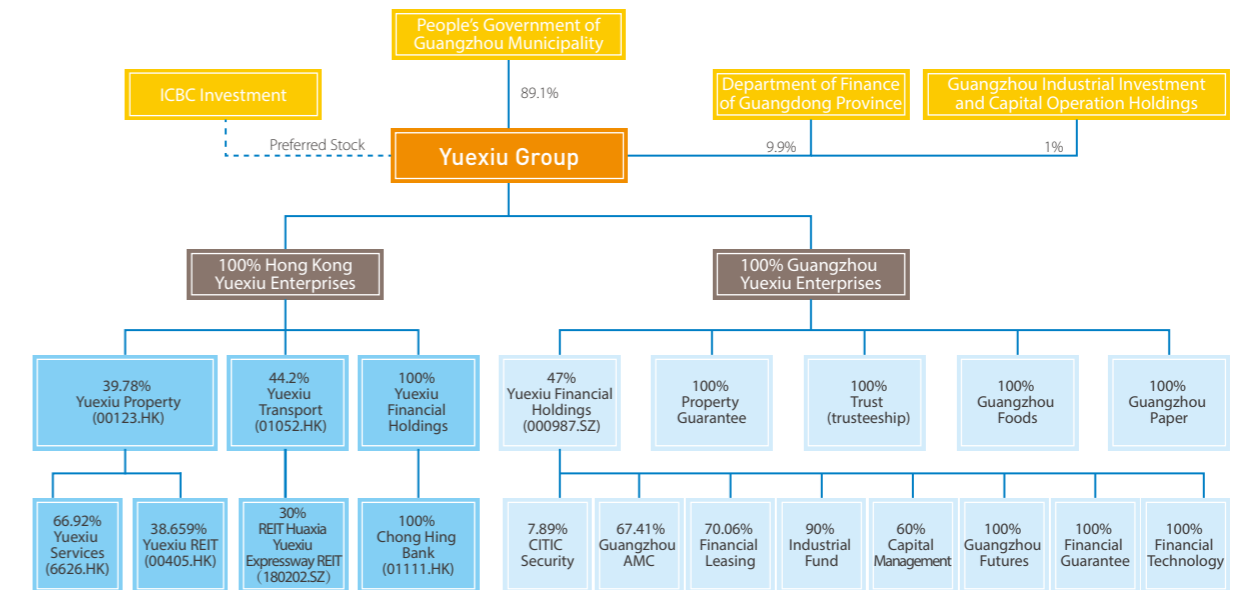 People's Government of
Guangzhou Municipality
ICBC Investment
89.1%
Department of Finance
of Guangdong Province
Guangzhou Industrial Investment
and Capital Operation Holdings
Preferred Stock
Yuexiu Group
9.9%
1%
100% Hong Kong
Yuexiu Enterprises
100% Guangzhou
Yuexiu Enterprises
39.78%
Yuexiu Property
(00123.HK)
44.2%
Yuexiu
Transport
(01052.HK)
100%
Yuexiu
Financial
Holdings
47%
Yuexiu Financial
Holdings
(000987.SZ)
100%
Property
Guarantee
100%
Trust
(trusteeship)
100%
Guangzhou
Foods
100%
Guangzhou
Paper
66.92%
Yuexiu
Services
(6626.HK)
38.659%
Yuexiu REIT
(00405.HK)
30%
REIT Huaxia
Yuexiu
Expressway REIT
（180202.SZ）
100%
Chong Hing
Bank
(01111.HK)
7.89%
CITIC
Security
67.41%
Guangzhou
AMC
70.06%
Financial
Leasing
90%
Industrial
Fund
60%
Capital
Management
100%
Guangzhou
Futures
100%
Financial
Guarantee
100%
Financial
Technology